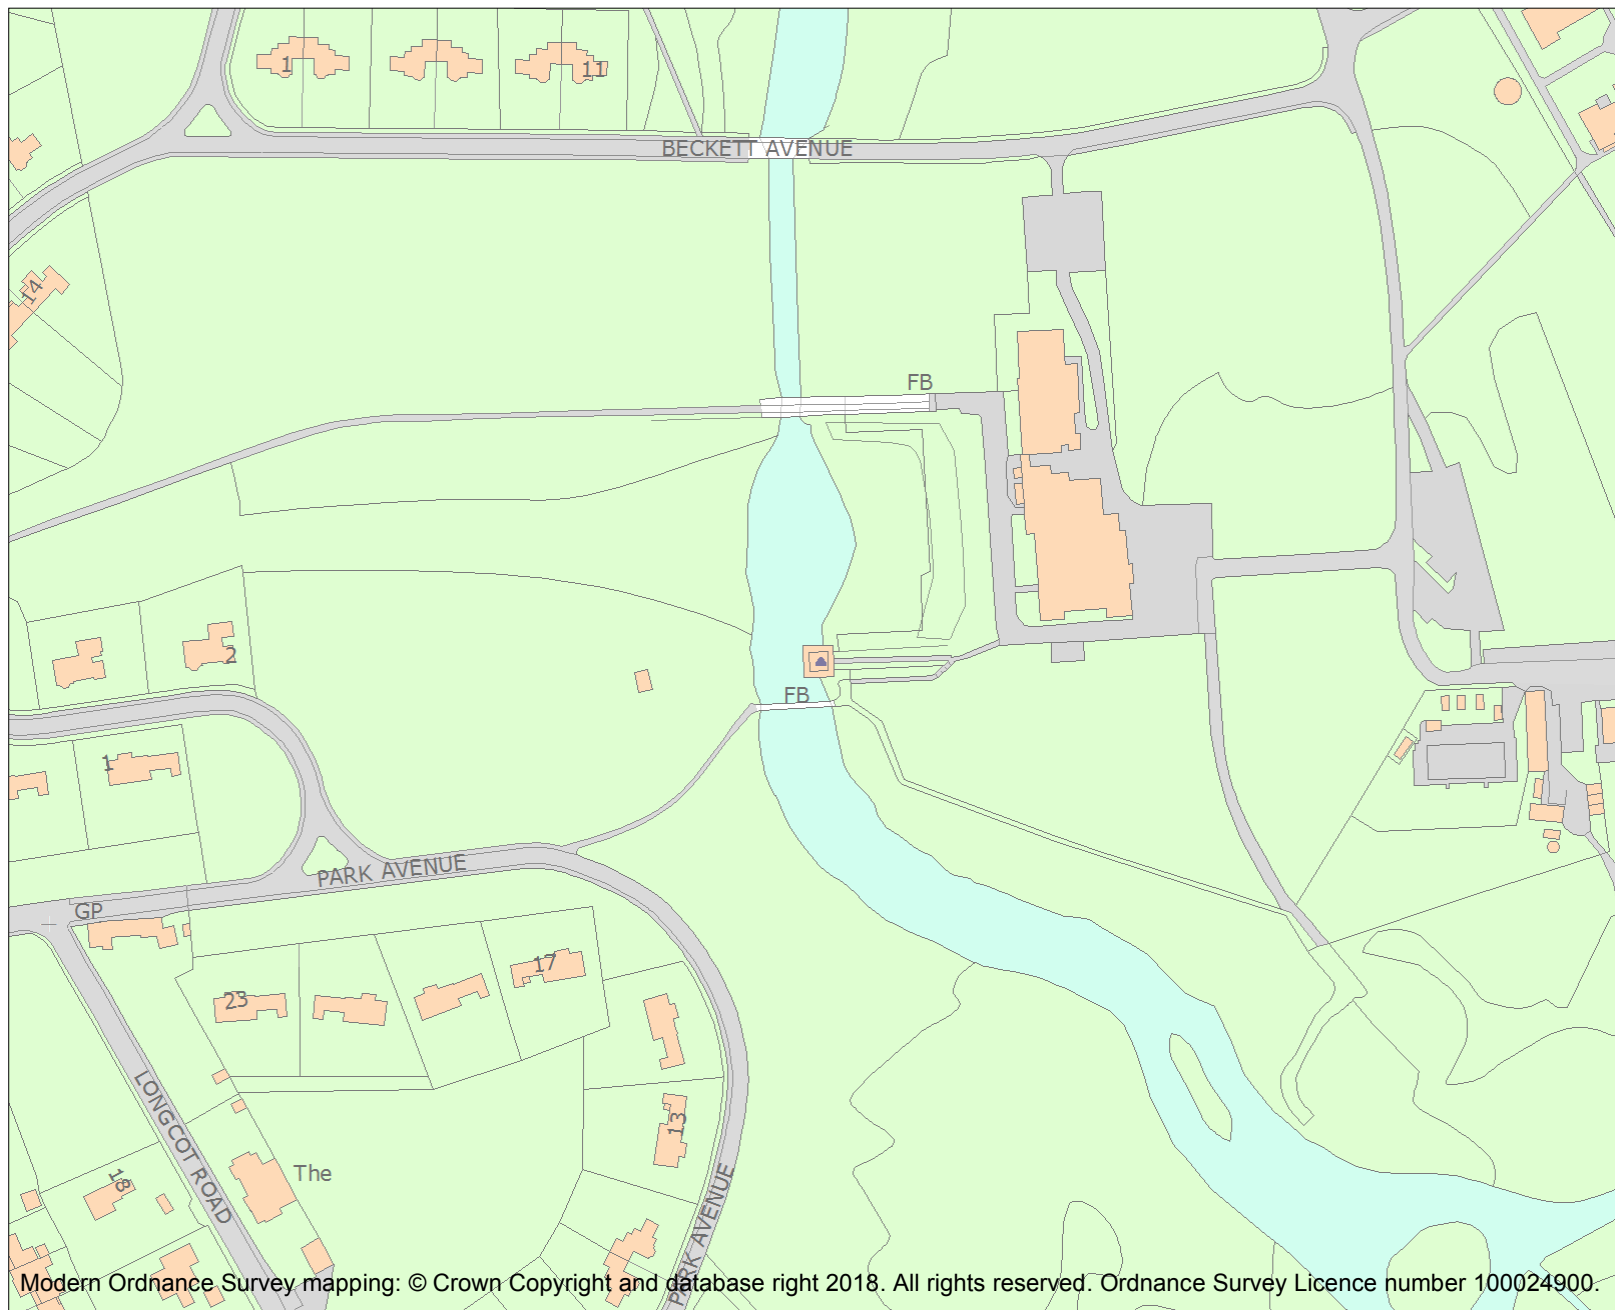 1
11
BECKETT AVENUE
14
FB
2
FB
1
PARK AVENUE
GP
17
23
13
LONGCOT ROAD
The
18
PARK AVENUE
Modern Ordnance Survey mapping: © Crown Copyright and database right 2018. All rights reserved. Ordnance Survey Licence number 100024900.